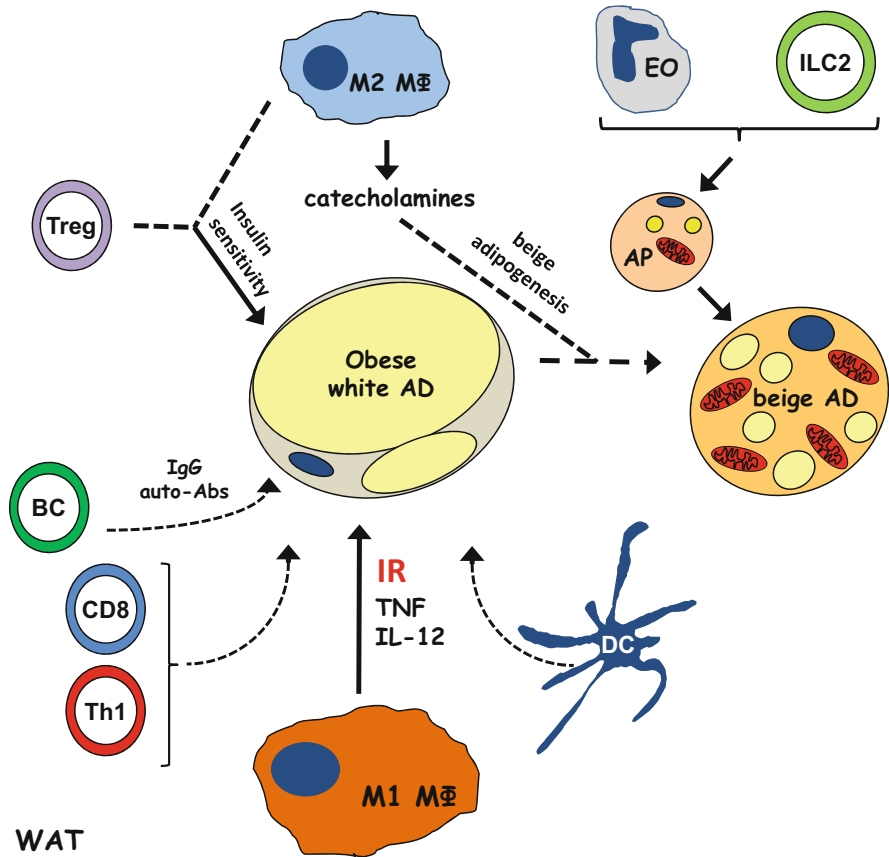 M2 MΦ
EO
ILC2
catecholamines
Treg
Insulin
sensitivity
beige
adipogenesis
AP
Obese
white AD
beige AD
IgG
auto-Abs
BC
CD8
Th1
IR
TNF
IL-12
DC
M1 MΦ
WAT